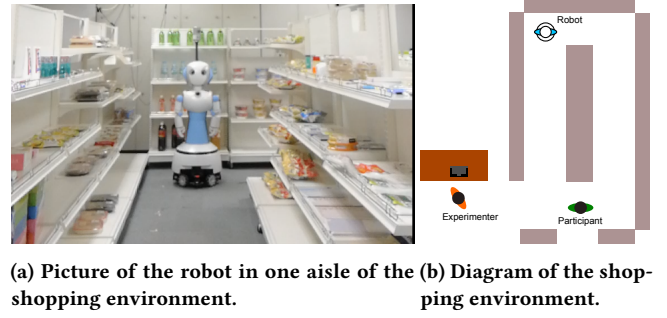 Robot
Experimenter
Participant
(a) Picture of the robot in one aisle of the
shopping environment.
(b) Diagram of the shop-
ping environment.